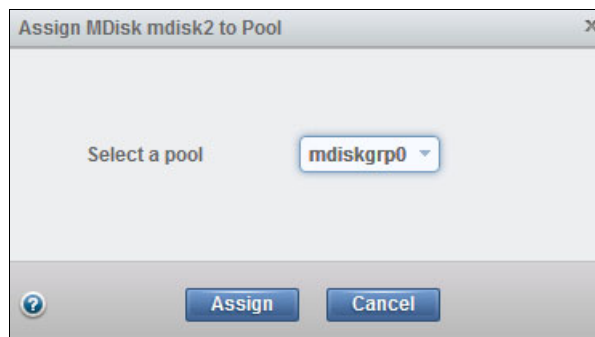 Assign MDisk mdisk2 to Pool x
Select a pool mdiskgrp0
? Assign Cancel